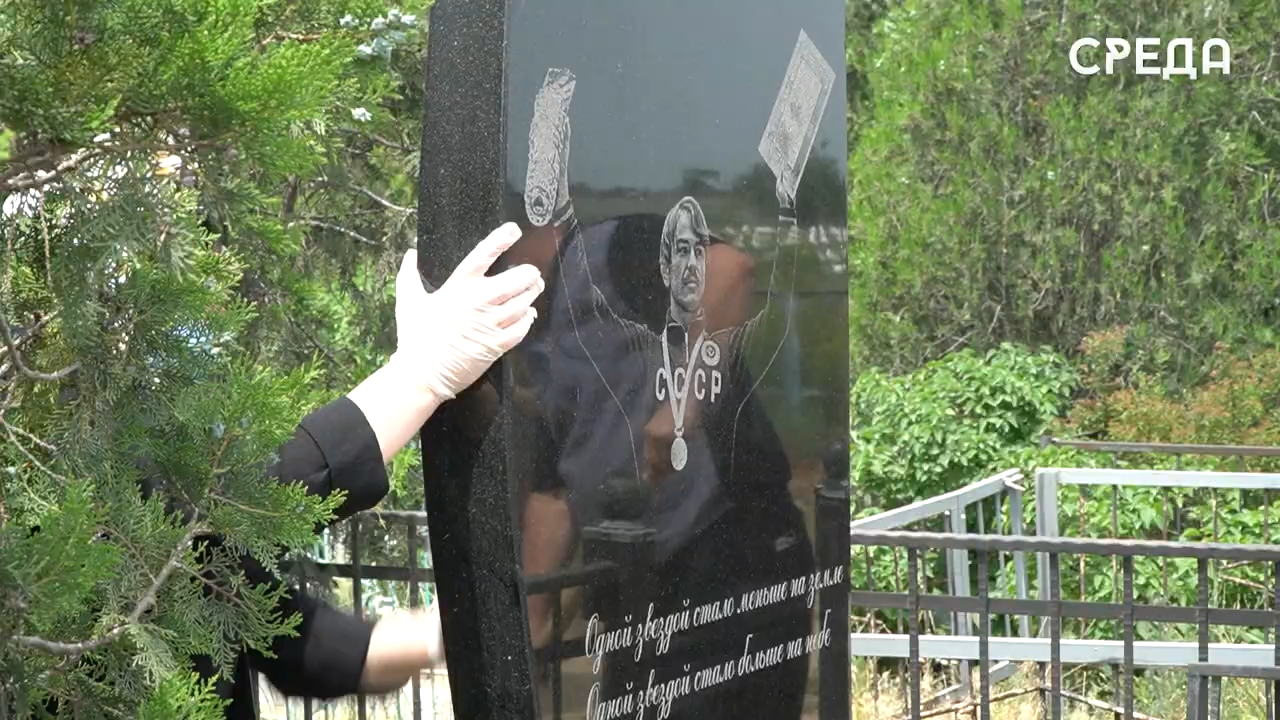 СРЕДА
СССР
Одной звездой стало меньше на земле
Одной звездой стало больше на небе